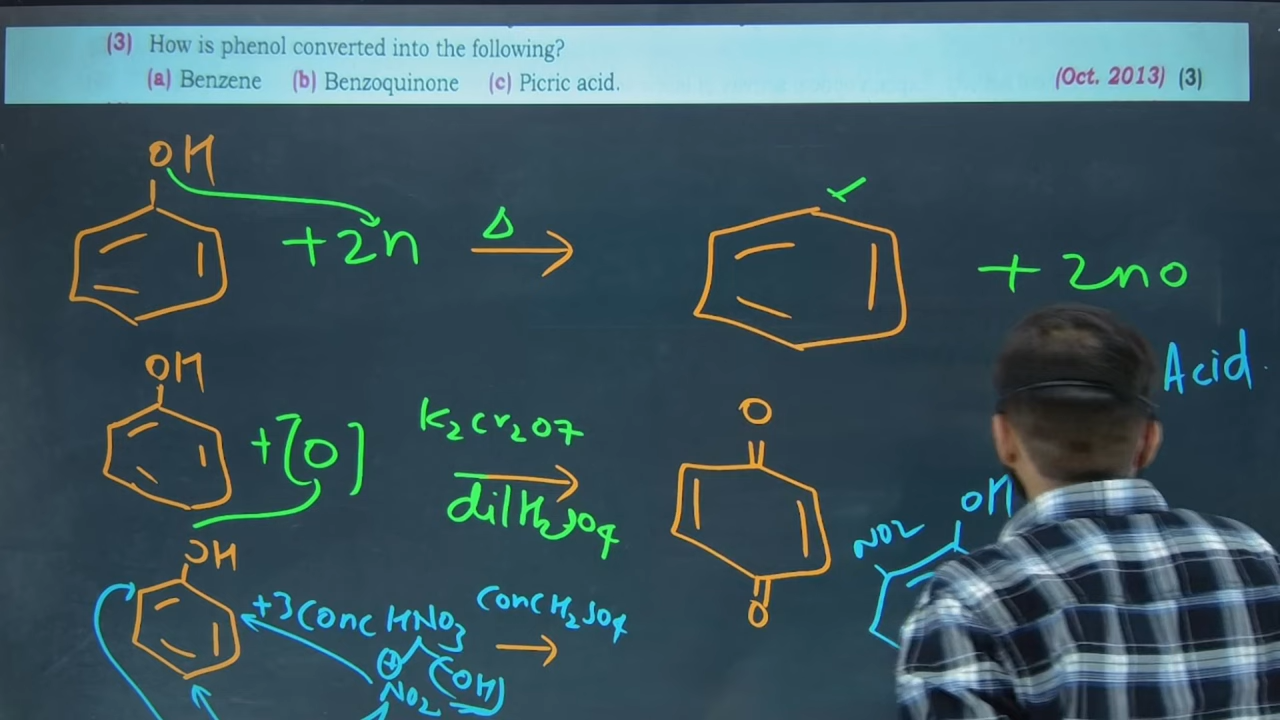 (3) How is phenol converted into the following?
(a) Benzene (b) Benzoquinone (c) Picric acid. (Oct. 2013) (3)
OH
+2n Δ + 2no
OH
Acid
O
+[O] K2Cr2O7
dil H2SO4
O
NO2 OH
OH
+3 Conc HNO3 Conc H2SO4
⊕ NO2 (OH)